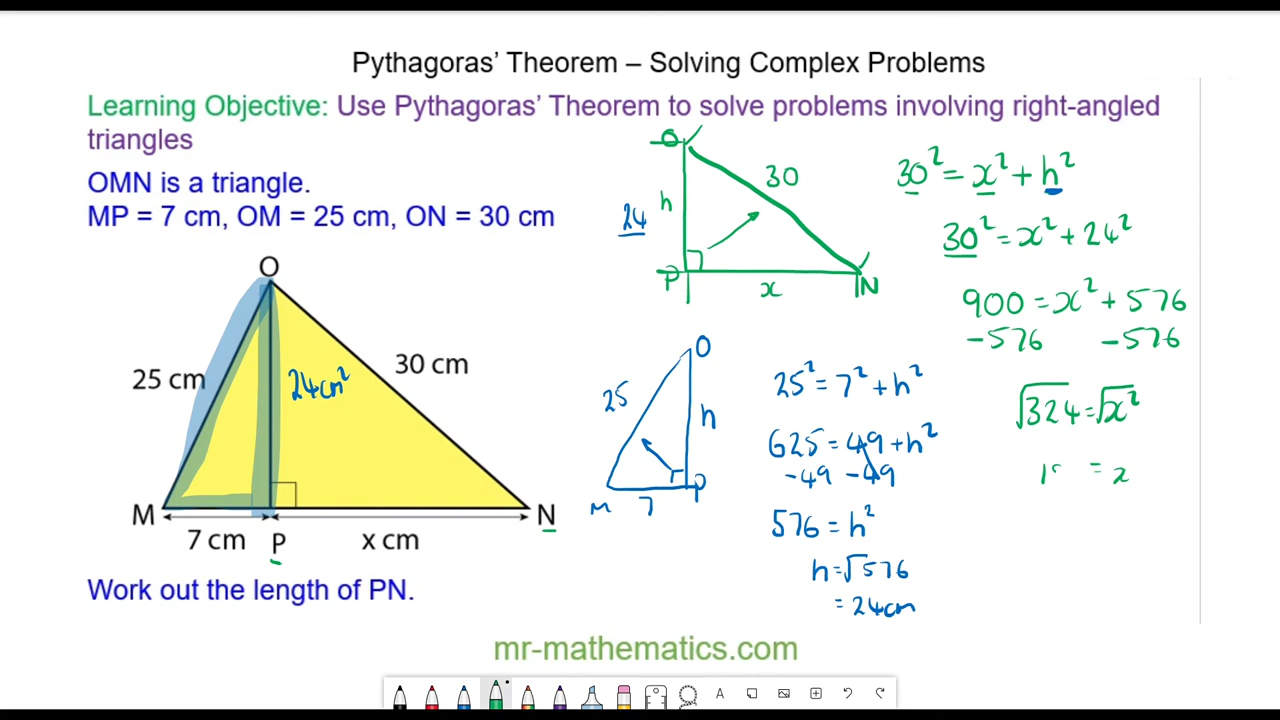 Pythagoras' Theorem – Solving Complex Problems
Learning Objective: Use Pythagoras' Theorem to solve problems involving right-angled
triangles
OMN is a triangle.
MP = 7 cm, OM = 25 cm, ON = 30 cm
O
25 cm
24cm²
30 cm
M
N
7 cm
P
x cm
Work out the length of PN.
O
30
h
24
P
x
N
30² = x² + h²
30² = x² + 24²
900 = x² + 576
-576 -576
√324 = √x²
= x
O
25
h
M
7
P
25² = 7² + h²
625 = 49 + h²
-49 -49
576 = h²
h = √576
= 24cm
mr-mathematics.com
A